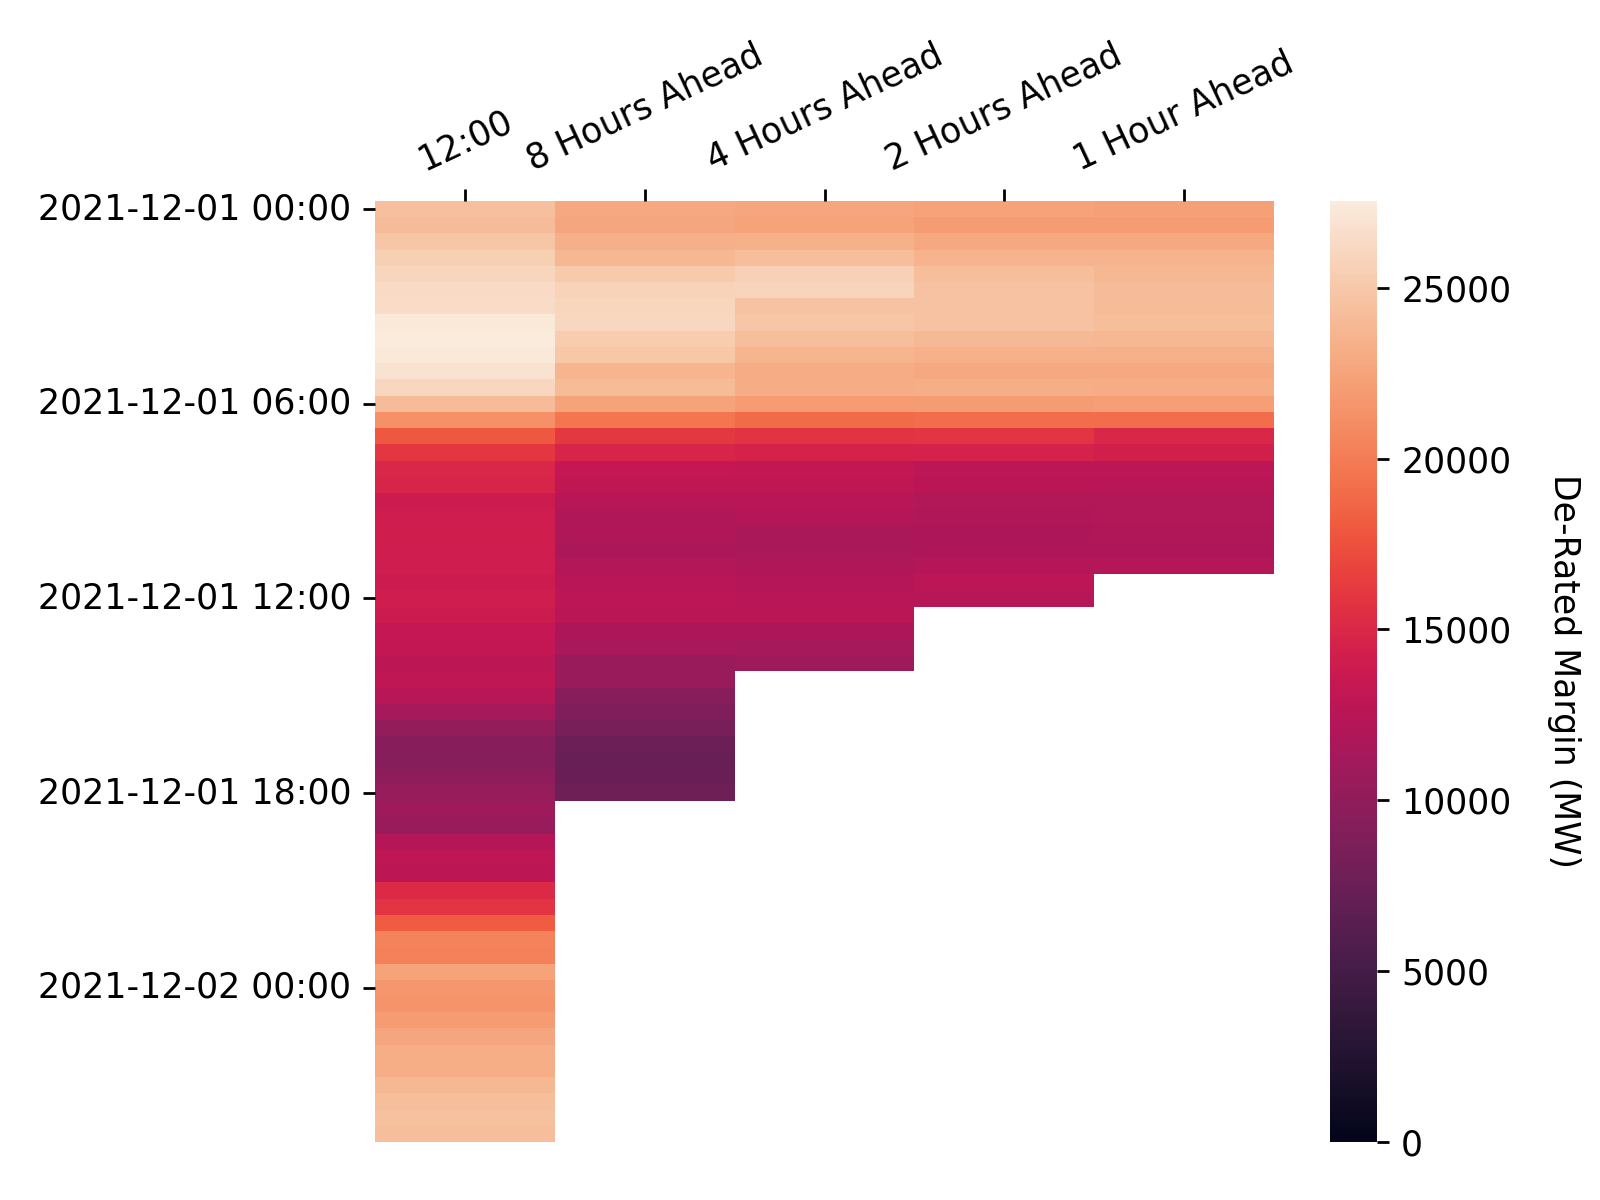 12:00
8 Hours Ahead
4 Hours Ahead
2 Hours Ahead
1 Hour Ahead
2021-12-01 00:00
2021-12-01 06:00
2021-12-01 12:00
2021-12-01 18:00
2021-12-02 00:00
25000
20000
15000
10000
5000
0
De-Rated Margin (MW)